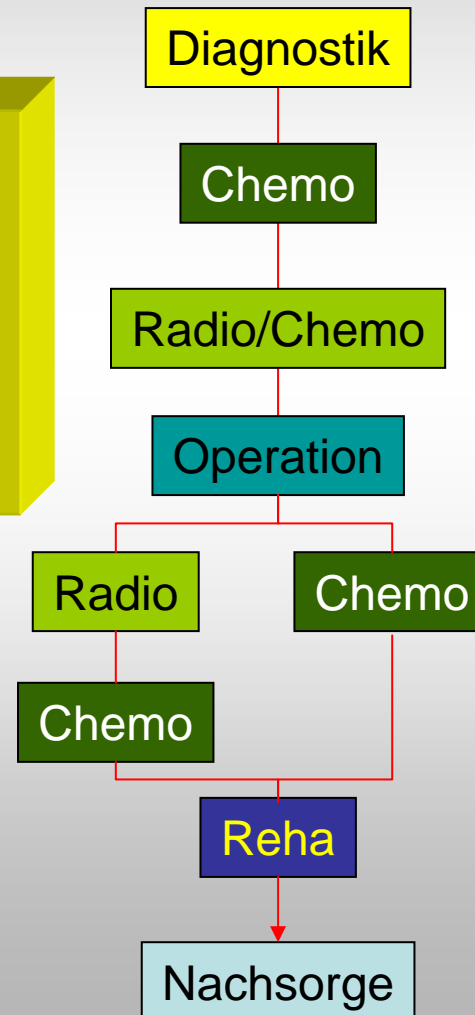 Diagnostik
Chemo
Radio/Chemo
Operation
Radio
Chemo
Chemo
Reha
Nachsorge